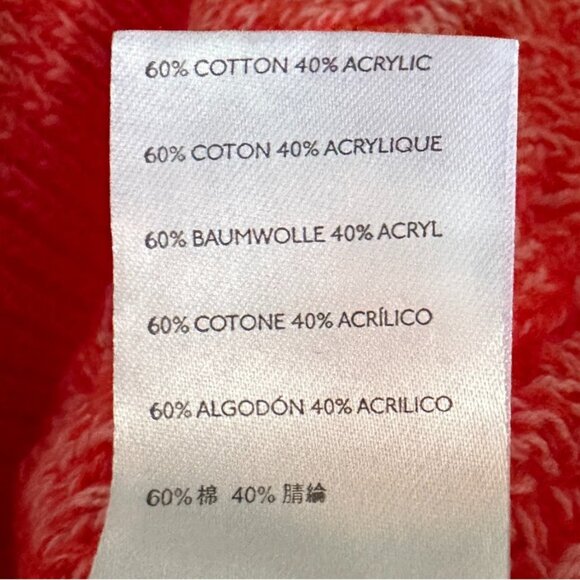 60% COTTON 40% ACRYLIC
60% COTON 40% ACRYLIQUE
60% BAUMWOLLE 40% ACRYL
60% COTONE 40% ACRÍLICO
60% ALGODÓN 40% ACRILICO
60% 棉 40% 腈綸